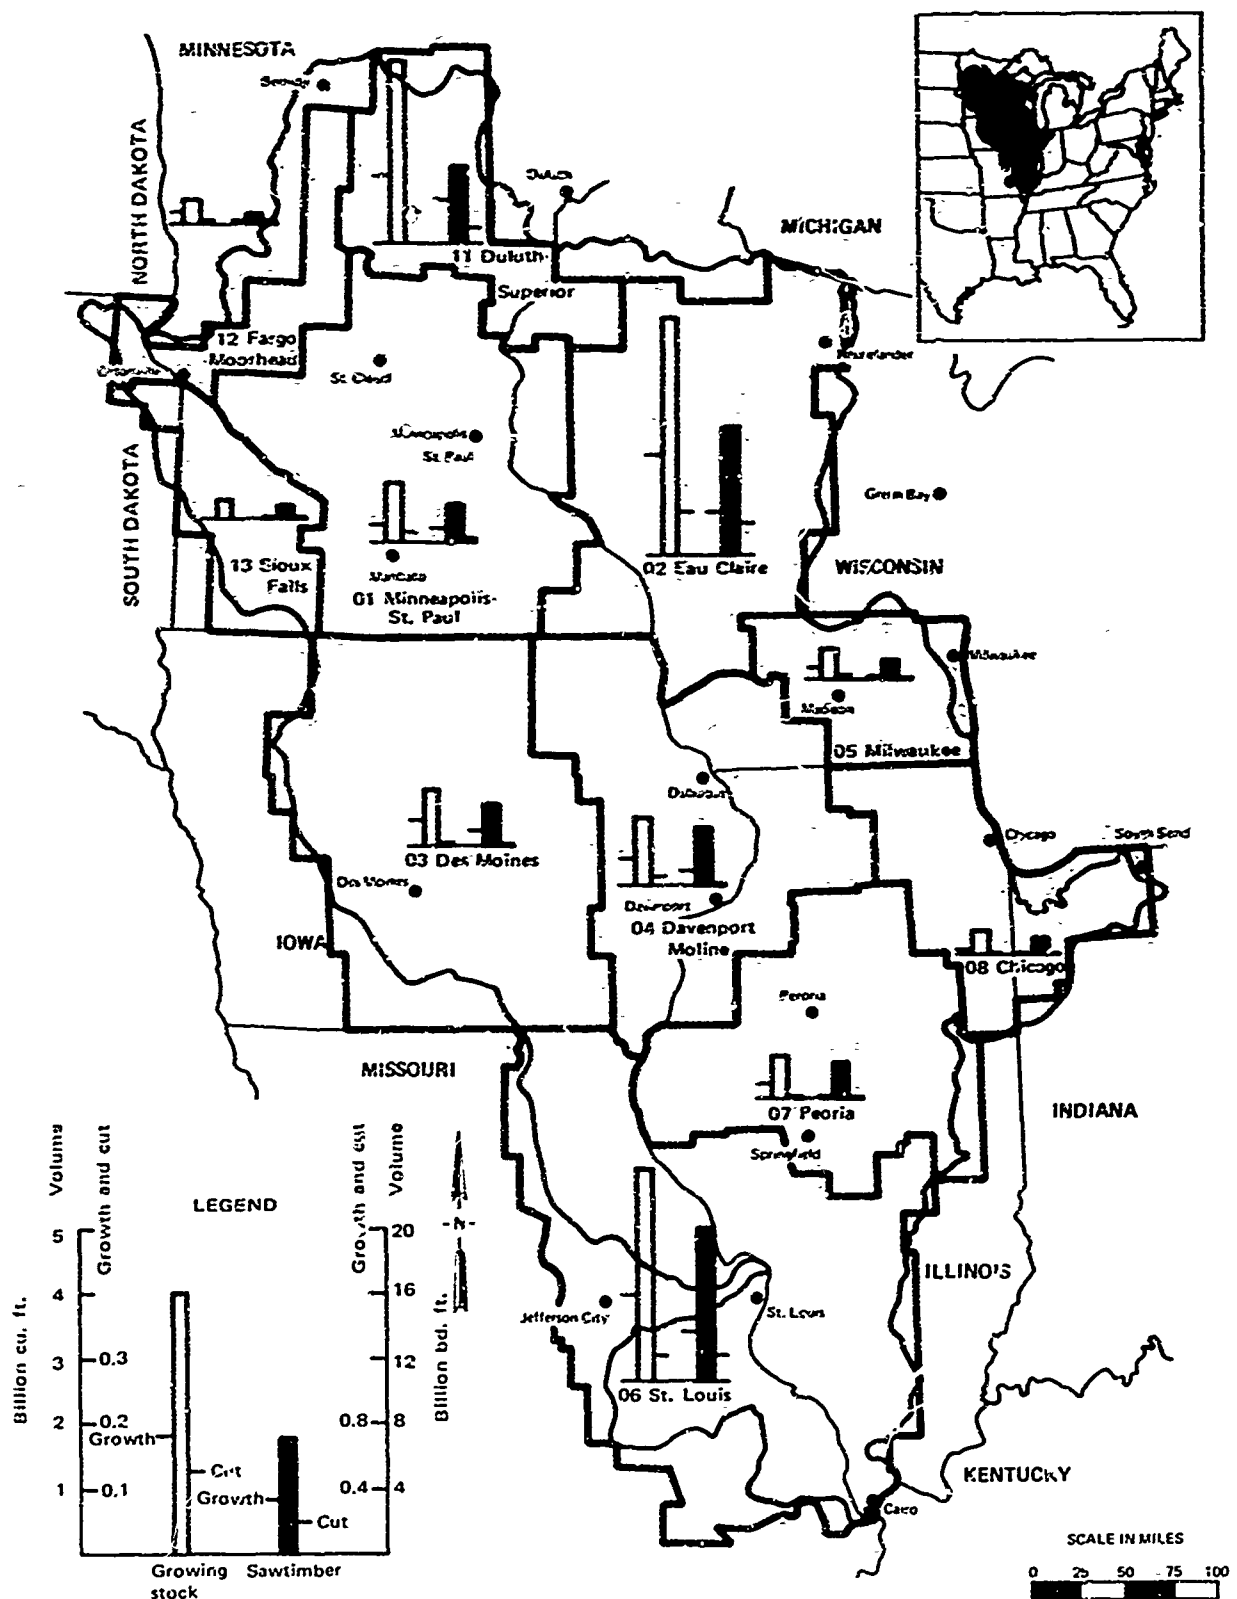 MINNESOTA
NORTH DAKOTA
MICHIGAN
11 Duluth-
Superior
12 Fargo
Moorhead
St. Cloud
Rhinelander
Minneapolis
St. Paul
SOUTH DAKOTA
Green Bay
13 Sioux
Falls
Mankato
01 Minneapolis-
St. Paul
02 Eau Claire
WISCONSIN
Milwaukee
Madison
05 Milwaukee
Dubuque
03 Des Moines
Des Moines
Chicago
South Bend
Davenport
04 Davenport
Moline
IOWA
08 Chicago
Peoria
MISSOURI
07 Peoria
Springfield
INDIANA
Volume
Growth and cut
Growth and cut
Volume
LEGEND
-N-
5
20
4
16
3
0.3
12
2
0.2
0.8
8
1
0.1
0.4
4
Billion cu. ft.
Billion bd. ft.
Growth
Cut
Growth
Cut
Growing
stock
Sawtimber
ILLINOIS
Jefferson City
St. Louis
06 St. Louis
KENTUCKY
Cairo
SCALE IN MILES
0 25 50 75 100